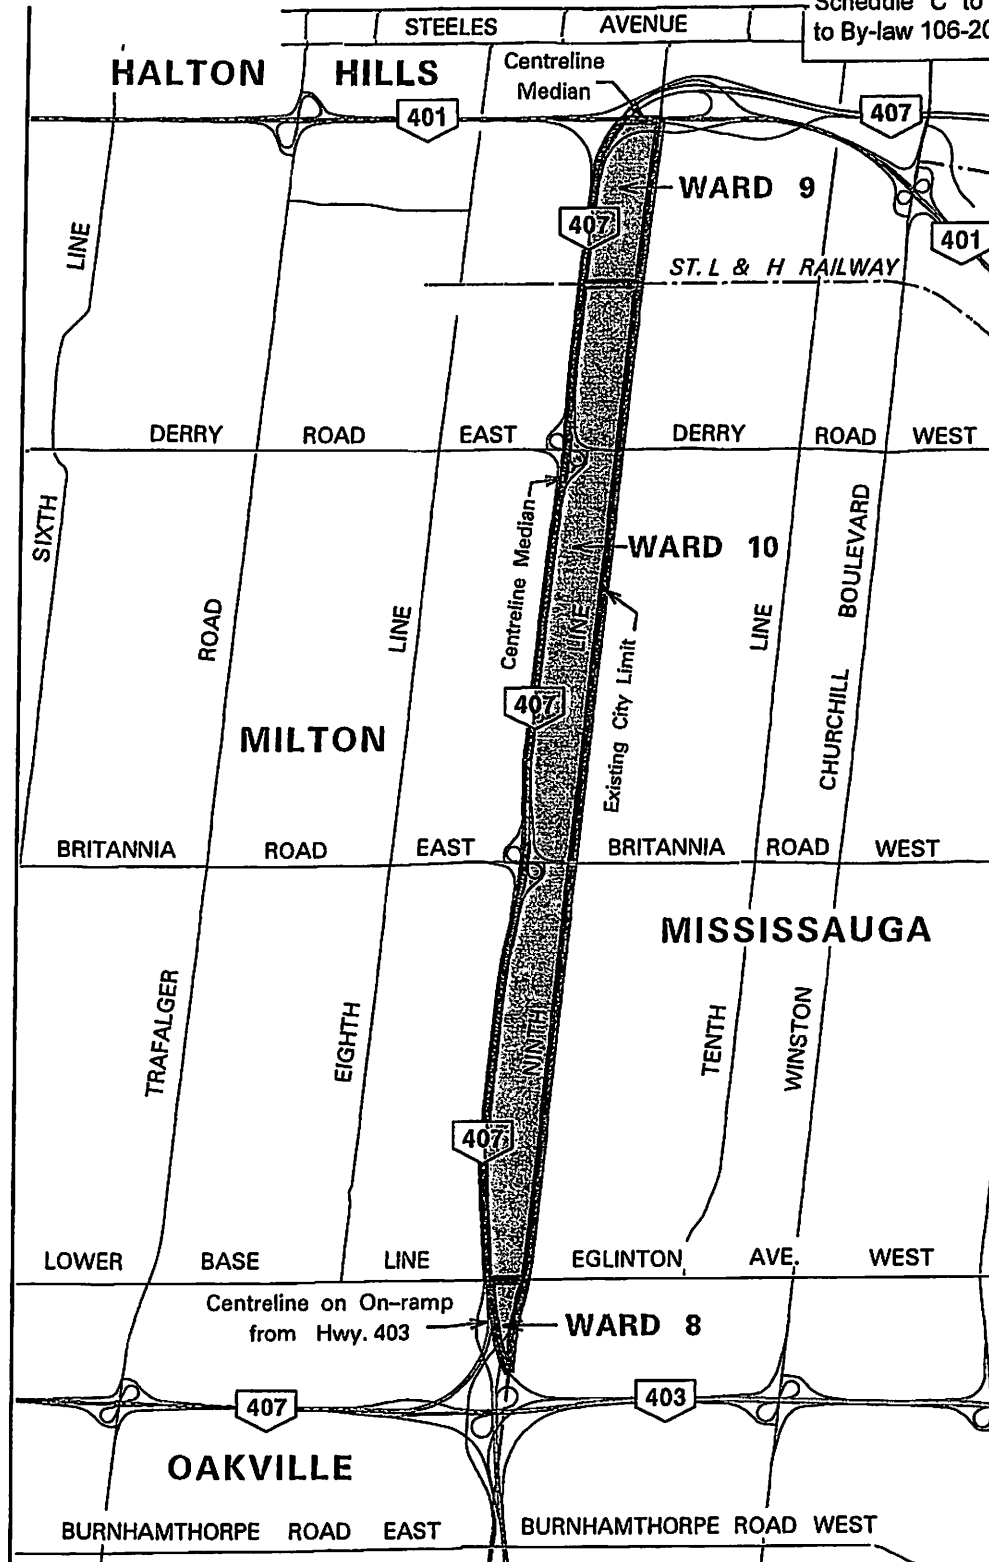 Schedule "C" to
to By-law 106-20
STEELES AVENUE
HALTON HILLS
Centreline
Median
401
407
WARD 9
407
401
LINE
ST. L & H RAILWAY
DERRY ROAD EAST
DERRY ROAD WEST
SIXTH
Centreline Median
WARD 10
BOULEVARD
ROAD
LINE
LINE
LINE
Existing City Limit
407
CHURCHILL
MILTON
BRITANNIA ROAD EAST
BRITANNIA ROAD WEST
MISSISSAUGA
TRAFALGER
EIGHTH
NINTH
TENTH
WINSTON
407
LOWER BASE LINE
EGLINTON AVE. WEST
Centreline on On-ramp
from Hwy. 403
WARD 8
407
403
OAKVILLE
BURNHAMTHORPE ROAD EAST
BURNHAMTHORPE ROAD WEST